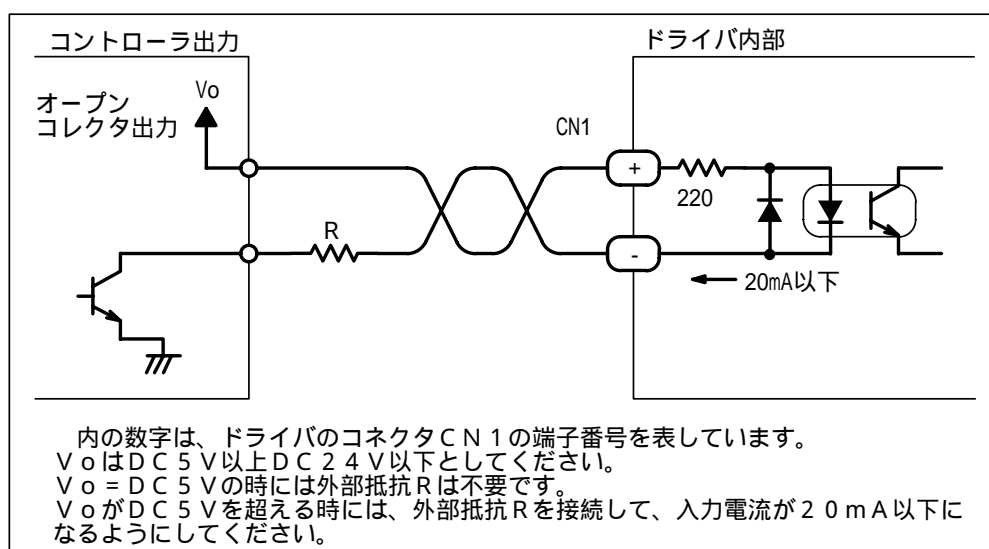 コントローラ出力
ドライバ内部
オープン
コレクタ出力
Vo
CN1
+
220
R
-
20mA以下
内の数字は、ドライバのコネクタCN1の端子番号を表しています。
VoはDC5V以上DC24V以下としてください。
Vo=DC5Vの時には外部抵抗Rは不要です。
VoがDC5Vを超える時には、外部抵抗Rを接続して、入力電流が20mA以下に
なるようにしてください。